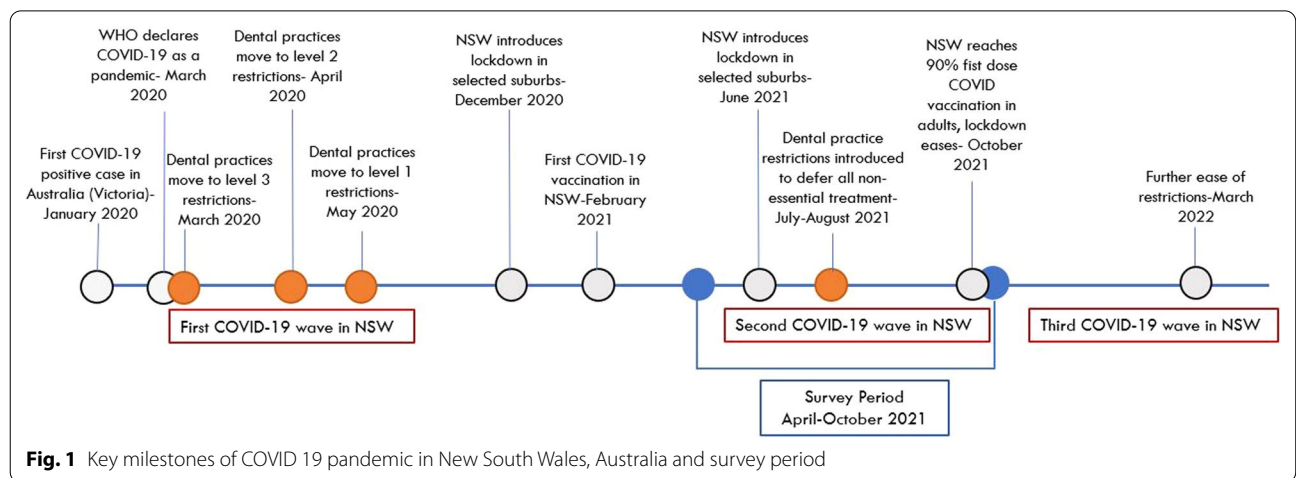 WHO declares
COVID-19 as a
pandemic- March
2020
Dental practices
move to level 2
restrictions- April
2020
NSW introduces
lockdown in
selected suburbs-
December 2020
NSW introduces
lockdown in
selected suburbs-
June 2021
NSW reaches
90% fist dose
COVID
vaccination in
adults, lockdown
eases- October
2021
First COVID-19
positive case in
Australia (Victoria)-
January 2020
Dental practices
move to level 3
restrictions-
March 2020
Dental practices
move to level 1
restrictions-
May 2020
First COVID-19
vaccination in
NSW-February
2021
Dental practice
restrictions introduced
to defer all non-
essential treatment-
July-August 2021
Further ease of
restrictions-March
2022
First COVID-19 wave in NSW
Second COVID-19 wave in NSW
Third COVID-19 wave in NSW
Survey Period
April-October 2021
Fig. 1 Key milestones of COVID 19 pandemic in New South Wales, Australia and survey period